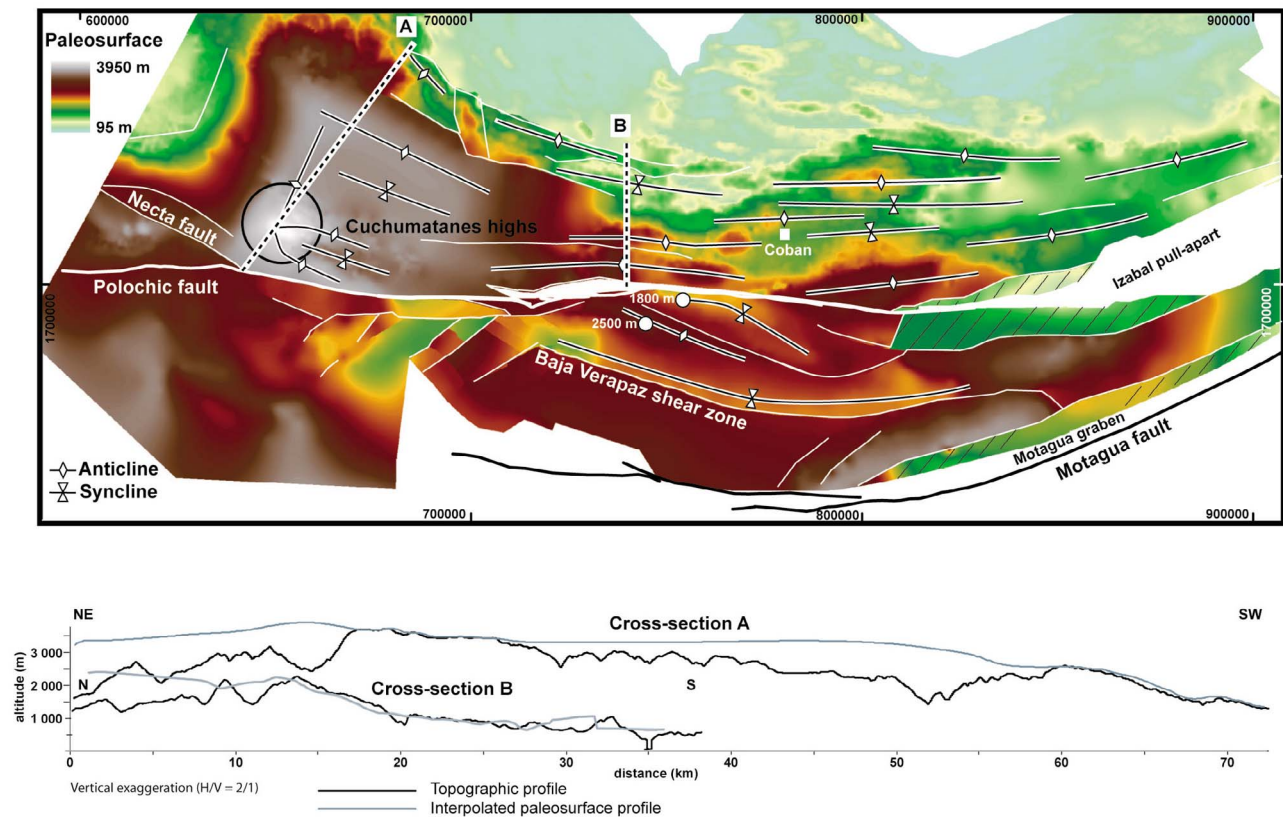 600000
700000
800000
900000
Paleosurface
3950 m
95 m
A
B
Necta fault
Cuchumatanes highs
Coban
Polochic fault
Izabal pull-apart
1800 m
2500 m
1700000
1700000
Baja Verapaz shear zone
Motagua graben
Motagua fault
Anticline
Syncline
700000
800000
900000
NE
Cross-section A
SW
3 000
2 000
1 000
altitude (m)
N
Cross-section B
S
0
10
20
30
40
50
60
70
distance (km)
Vertical exaggeration (H/V = 2/1)
Topographic profile
Interpolated paleosurface profile